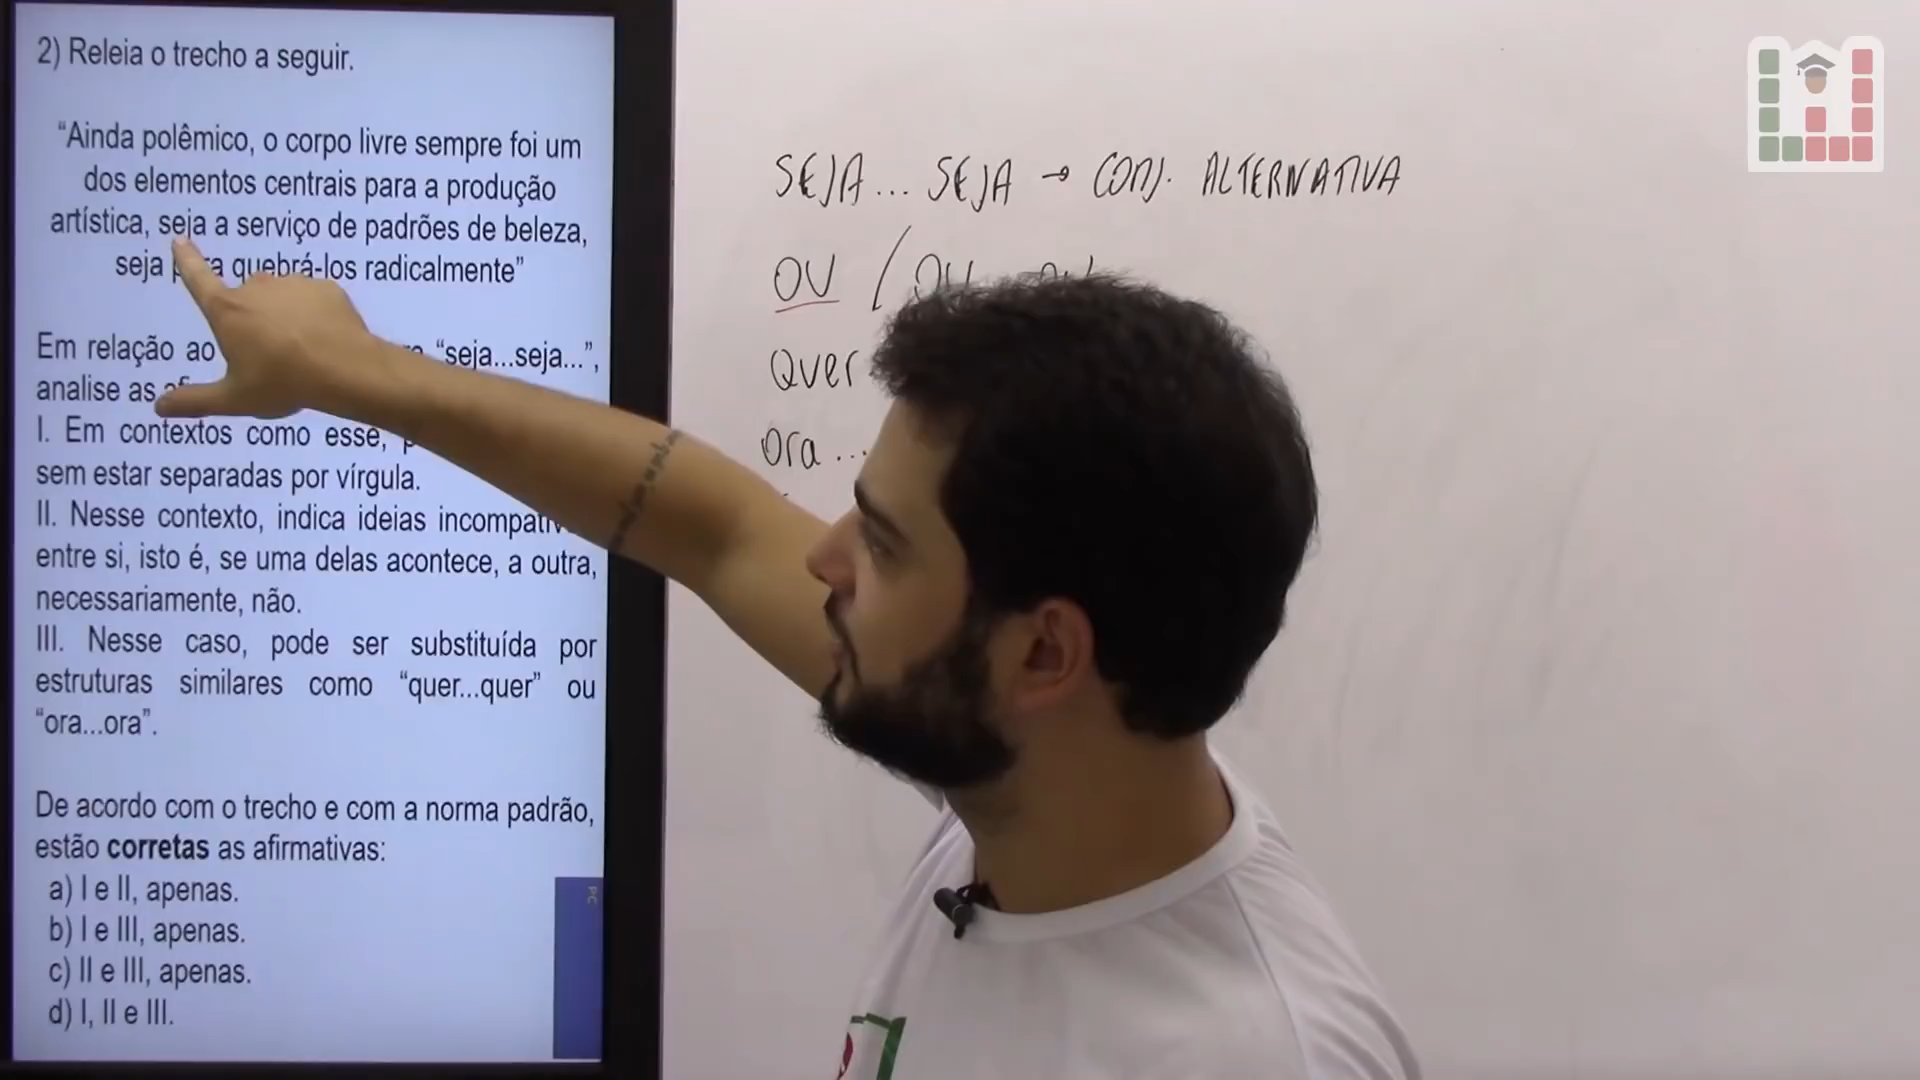 2) Releia o trecho a seguir.
“Ainda polêmico, o corpo livre sempre foi um
dos elementos centrais para a produção
artística, seja a serviço de padrões de beleza,
seja quebrá-los radicalmente”
Em relação ao “seja...seja...”,
analise as
I. Em contextos como esse,
sem estar separadas por vírgula.
II. Nesse contexto, indica ideias
entre si, isto é, se uma delas acontece, a outra,
necessariamente, não.
III. Nesse caso, pode ser substituída por
estruturas similares como “quer...quer” ou
“ora...ora”.
De acordo com o trecho e com a norma padrão,
estão corretas as afirmativas:
a) I e II, apenas.
b) I e III, apenas.
c) II e III, apenas.
d) I, II e III.
PC
SEJA... SEJA → CONJ. ALTERNATIVA
OU / OU
Quer
Ora ...